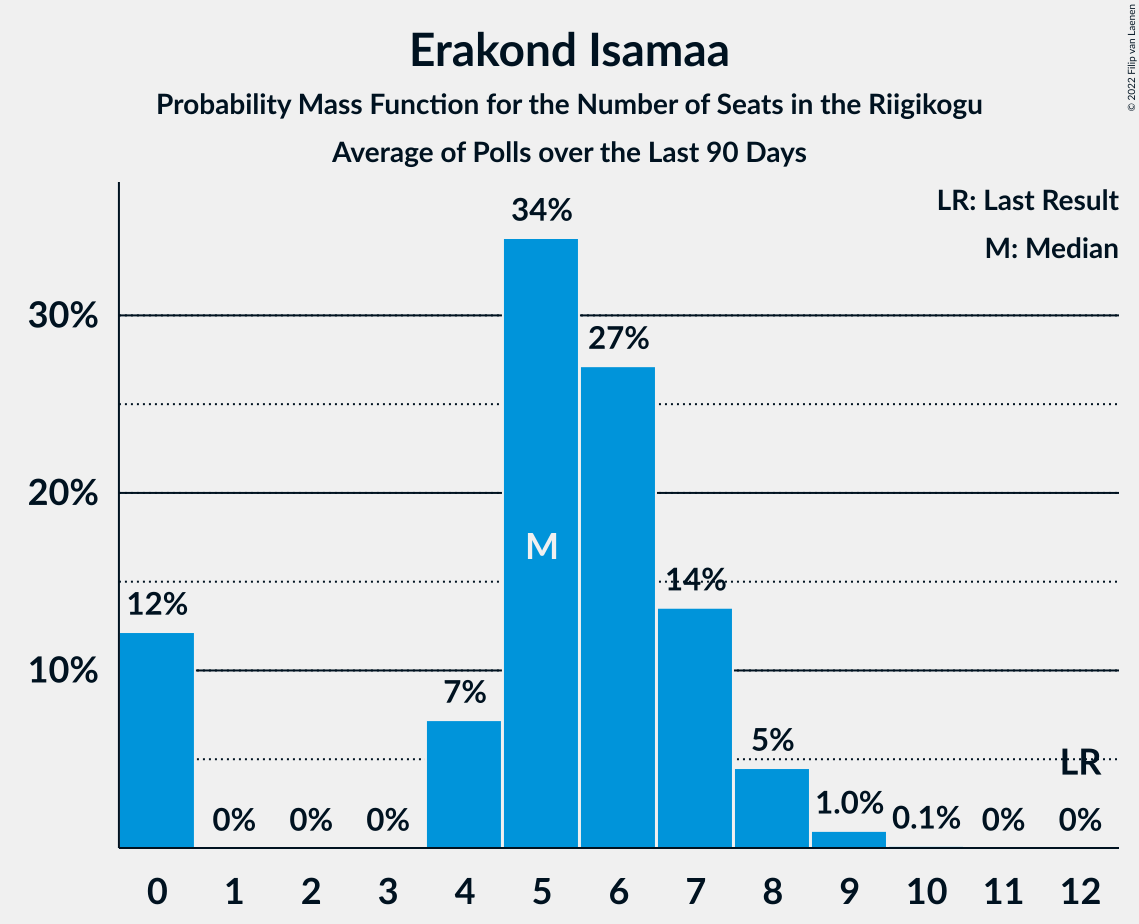 Erakond Isamaa
Probability Mass Function for the Number of Seats in the Riigikogu
Average of Polls over the Last 90 Days
© 2022 Filip van Laenen
LR: Last Result
M: Median
34%
30%
27%
20%
M
14%
12%
10%
7%
5%
LR
1.0%
0% 0% 0% 0.1% 0% 0%
0 1 2 3 4 5 6 7 8 9 10 11 12